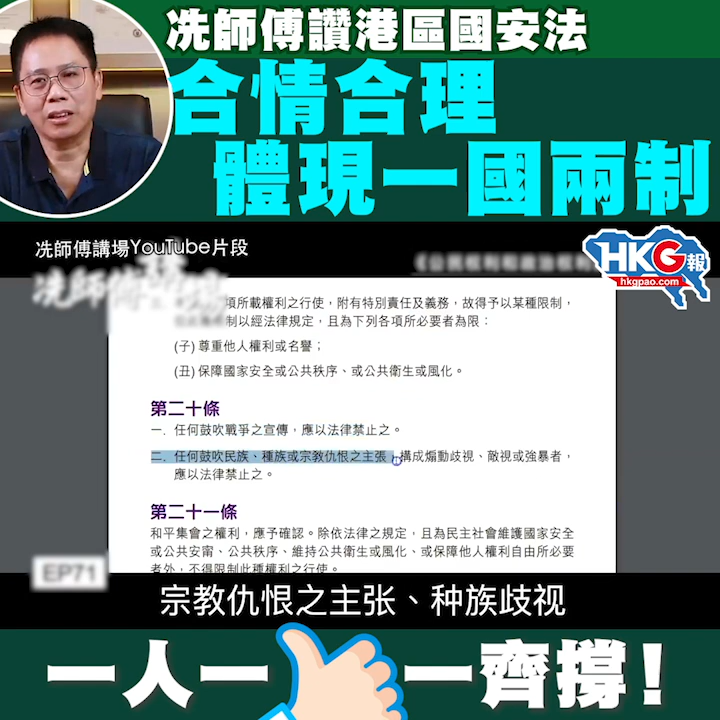 冼師傅讚港區國安法
合情合理
體現一國兩制
冼師傅講場YouTube片段
冼師傅
HKG報
hkgpao.com
項所載權利之行使，附有特別責任及義務，故得予以某種限制，
制以經法律規定，且為下列各項所必要者為限：
(子) 尊重他人權利或名譽；
(丑) 保障國家安全或公共秩序、或公共衛生或風化。
第二十條
一. 任何鼓吹戰爭之宣傳，應以法律禁止之。
二. 任何鼓吹民族、種族或宗教仇恨之主張，構成煽動歧視、敵視或強暴者，
應以法律禁止之。
第二十一條
和平集會之權利，應予確認。除依法律之規定，且為民主社會維護國家安全
或公共安甯、公共秩序、維持公共衛生或風化、或保障他人權利自由所必要
者外，不得限制此種權利之行使。
EP71
宗教仇恨之主张、种族歧视
一人一
一齊撐！